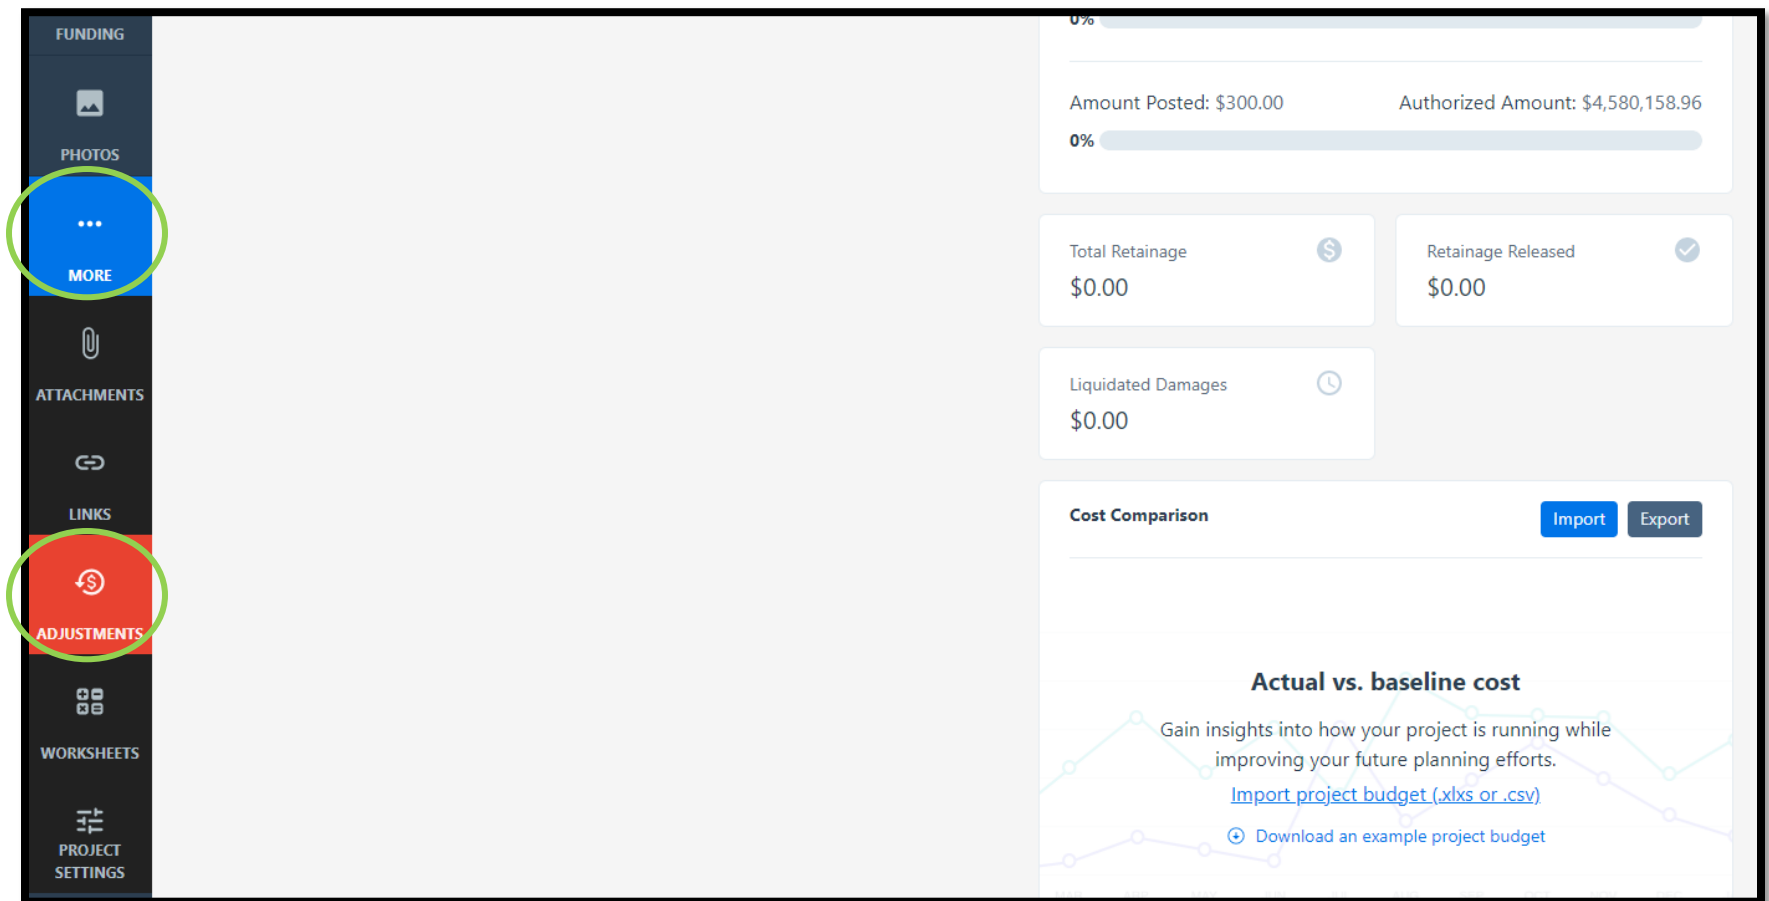 FUNDING
PHOTOS
MORE
ATTACHMENTS
LINKS
ADJUSTMENTS
WORKSHEETS
PROJECT
SETTINGS
0%
Amount Posted: $300.00 Authorized Amount: $4,580,158.96
0%
Total Retainage
$0.00
Retainage Released
$0.00
Liquidated Damages
$0.00
Cost Comparison Import Export
Actual vs. baseline cost
Gain insights into how your project is running while
improving your future planning efforts.
Import project budget (.xlxs or .csv)
Download an example project budget